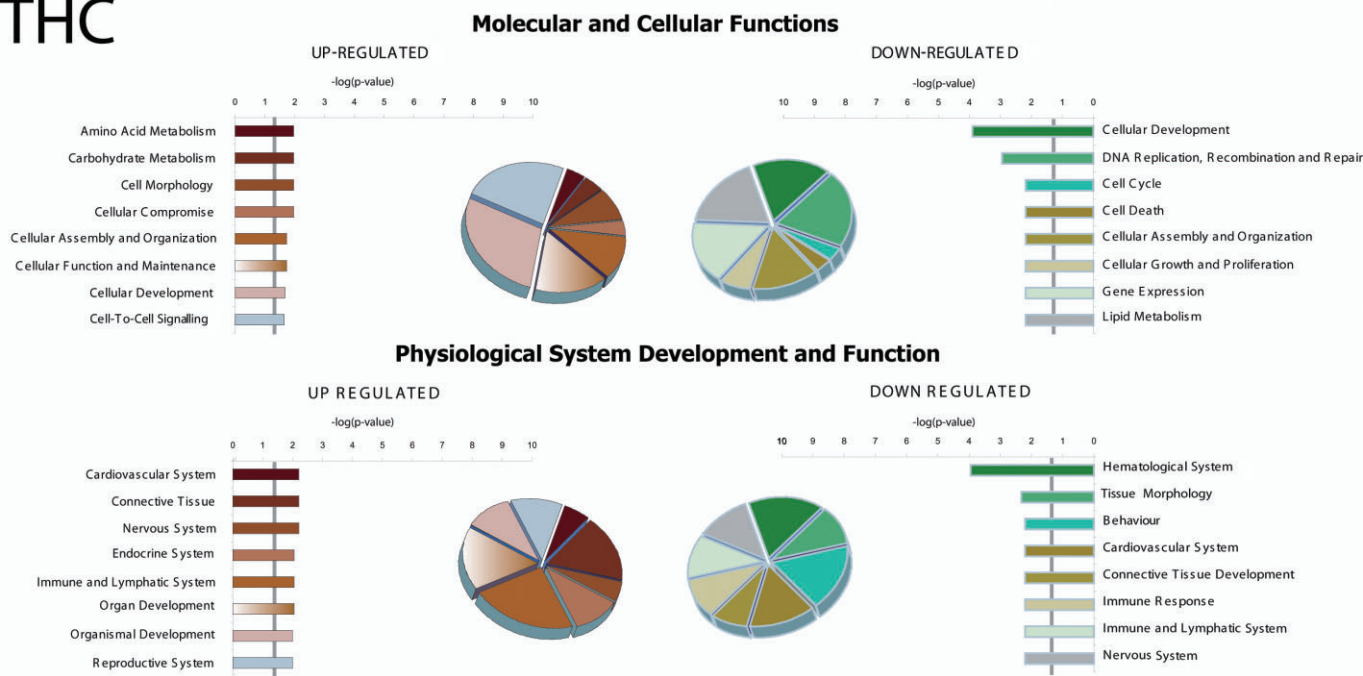 THC
Molecular and Cellular Functions
UP-REGULATED
-log(p-value)
0 1 2 3 4 5 6 7 8 9 10
Amino Acid Metabolism
Carbohydrate Metabolism
Cell Morphology
Cellular Compromise
Cellular Assembly and Organization
Cellular Function and Maintenance
Cellular Development
Cell-To-Cell Signalling
DOWN-REGULATED
-log(p-value)
10 9 8 7 6 5 4 3 2 1 0
Cellular Development
DNA Replication, Recombination and Repair
Cell Cycle
Cell Death
Cellular Assembly and Organization
Cellular Growth and Proliferation
Gene Expression
Lipid Metabolism
Physiological System Development and Function
UP REGULATED
-log(p-value)
0 1 2 3 4 5 6 7 8 9 10
Cardiovascular System
Connective Tissue
Nervous System
Endocrine System
Immune and Lymphatic System
Organ Development
Organismal Development
Reproductive System
DOWN REGULATED
-log(p-value)
10 9 8 7 6 5 4 3 2 1 0
Hematological System
Tissue Morphology
Behaviour
Cardiovascular System
Connective Tissue Development
Immune Response
Immune and Lymphatic System
Nervous System